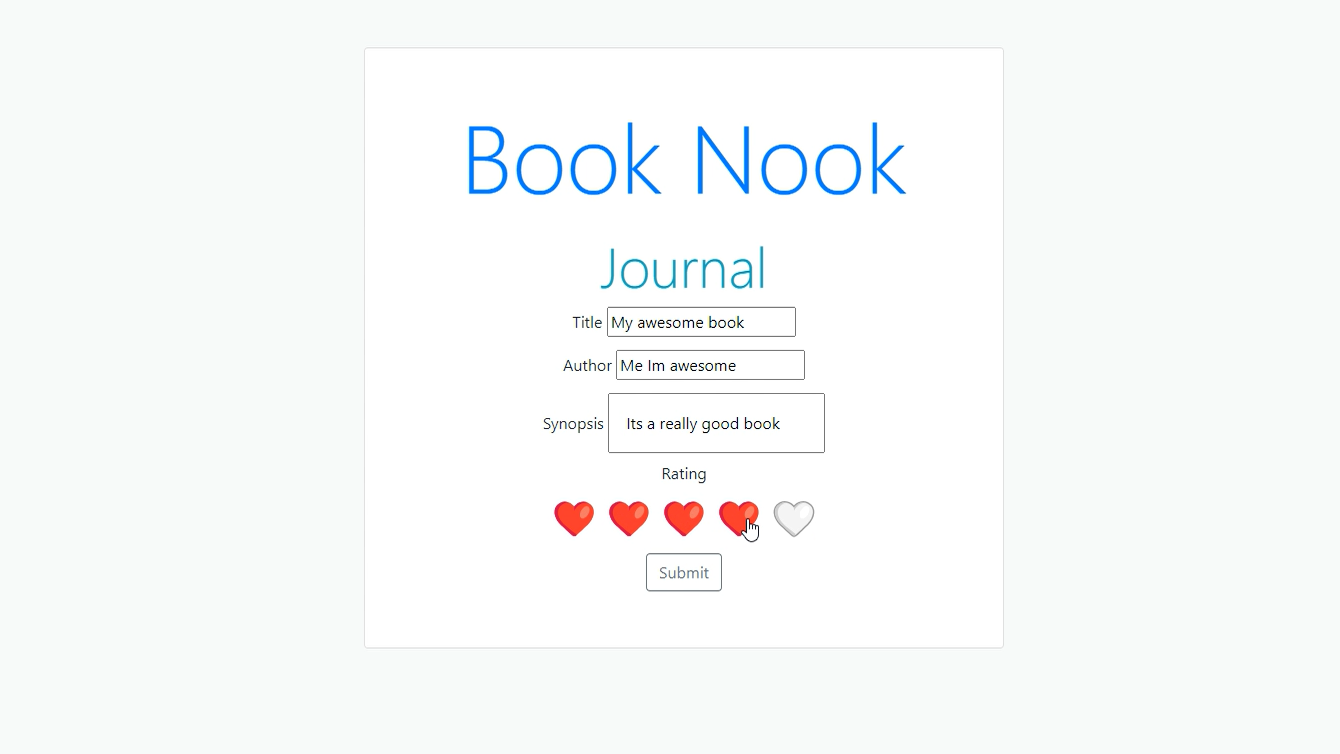 Book Nook
Journal
Title My awesome book
Author Me Im awesome
Synopsis Its a really good book
Rating
Submit